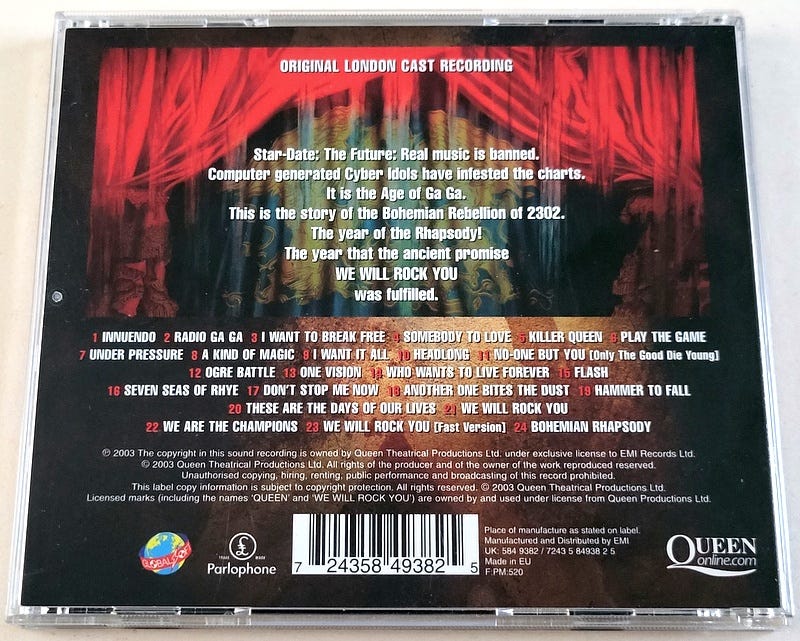 ORIGINAL LONDON CAST RECORDING
Star-Date: The Future: Real music is banned.
Computer generated Cyber Idols have infested the charts.
It is the Age of Ga Ga.
This is the story of the Bohemian Rebellion of 2302.
The year of the Rhapsody!
The year that the ancient promise
WE WILL ROCK YOU
was fulfilled.
1 INNUENDO 2 RADIO GA GA 3 I WANT TO BREAK FREE 4 SOMEBODY TO LOVE 5 KILLER QUEEN 6 PLAY THE GAME
7 UNDER PRESSURE 8 A KIND OF MAGIC 9 I WANT IT ALL 10 HEADLONG 11 NO-ONE BUT YOU [Only The Good Die Young]
12 OGRE BATTLE 13 ONE VISION 14 WHO WANTS TO LIVE FOREVER 15 FLASH
16 SEVEN SEAS OF RHYE 17 DON'T STOP ME NOW 18 ANOTHER ONE BITES THE DUST 19 HAMMER TO FALL
20 THESE ARE THE DAYS OF OUR LIVES 21 WE WILL ROCK YOU
22 WE ARE THE CHAMPIONS 23 WE WILL ROCK YOU [Fast Version] 24 BOHEMIAN RHAPSODY
℗ 2003 The copyright in this sound recording is owned by Queen Theatrical Productions Ltd. under exclusive license to EMI Records Ltd.
© 2003 Queen Theatrical Productions Ltd. All rights of the producer and of the owner of the work reproduced reserved.
Unauthorised copying, hiring, renting, public performance and broadcasting of this record prohibited.
This label copy information is subject to copyright protection. All rights reserved. © 2003 Queen Theatrical Productions Ltd.
Licensed marks (including the names 'QUEEN' and 'WE WILL ROCK YOU') are owned by and used under license from Queen Productions Ltd.
GLOBAL
£
TRADE MARK
Parlophone
7 24358 49382 5
Place of manufacture as stated on label.
Manufactured and Distributed by EMI
UK: 584 9382 / 7243 5 84938 2 5
Made in EU
F:PM:520
QUEEN
online.com